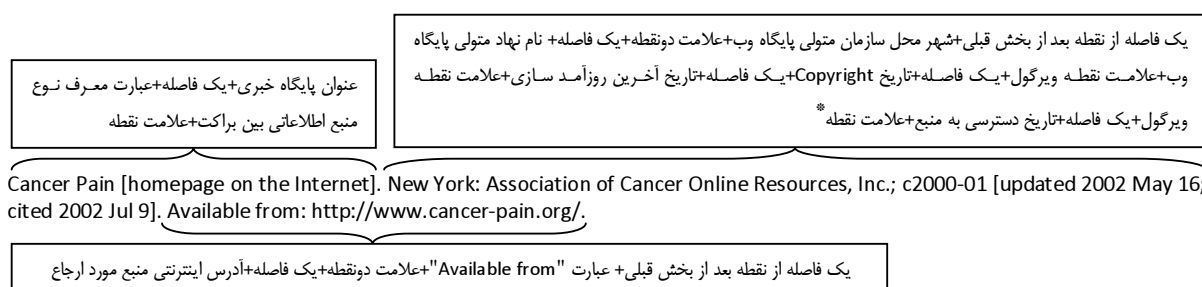 یک فاصله از نقطه بعد از بخش قبلی+شهر محل سازمان متولی پایگاه وب+علامت دونقطه+یک فاصله+ نام نهاد متولی پایگاه
وب+علامت نقطه ویرگول+یک فاصله+تاریخ Copyright+یک فاصله+تاریخ آخرین روزآمد سازی+علامت نقطه
ویرگول+یک فاصله+تاریخ دسترسی به منبع+علامت نقطه*
عنوان پایگاه خبری+یک فاصله+عبارت معرف نوع
منبع اطلاعاتی بین براکت+علامت نقطه
Cancer Pain [homepage on the Internet]. New York: Association of Cancer Online Resources, Inc.; c2000-01 [updated 2002 May 16;
cited 2002 Jul 9]. Available from: http://www.cancer-pain.org/.
یک فاصله از نقطه بعد از بخش قبلی+ عبارت "Available from"+علامت دونقطه+یک فاصله+آدرس اینترنتی منبع مورد ارجاع